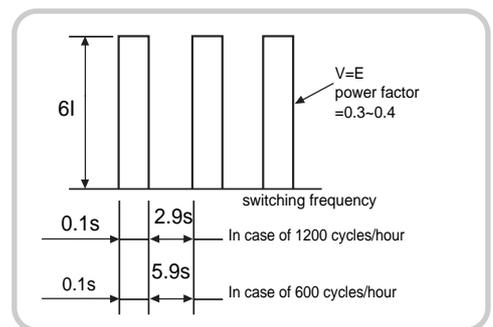 6I
V=E
power factor
=0.3~0.4
switching frequency
0.1s
2.9s
In case of 1200 cycles/hour
0.1s
5.9s
In case of 600 cycles/hour